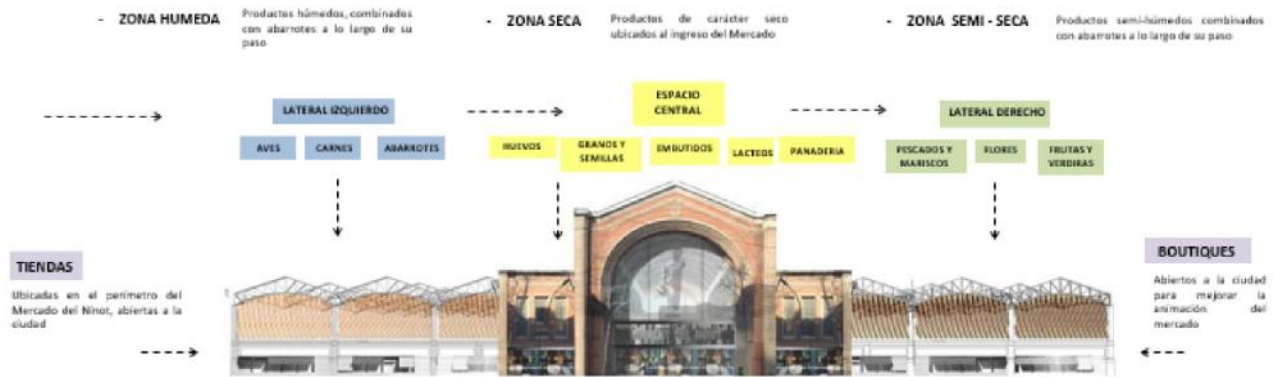 - ZONA HUMEDA
Productos húmedos, combinados
con abarrotes a lo largo de su
paso
- ZONA SECA
Productos de carácter seco
ubicados al ingreso del Mercado
- ZONA SEMI - SECA
Productos semi-húmedos combinados
con abarrotes a lo largo de su paso
LATERAL IZQUIERDO
ESPACIO
CENTRAL
LATERAL DERECHO
AVES
CARNES
ABARROTES
HUEVOS
GRANOS Y
SEMILLAS
EMBUTIDOS
LACTEOS
PANADERIA
PESCADOS Y
MARISCOS
FLORES
FRUTAS Y
VERDIRAS
TIENDAS
Ubicadas en el perímetro del
Mercado del Ninot, abiertas a la
ciudad
BOUTIQUES
Abiertos a la ciudad
para mejorar la
animación del
mercado